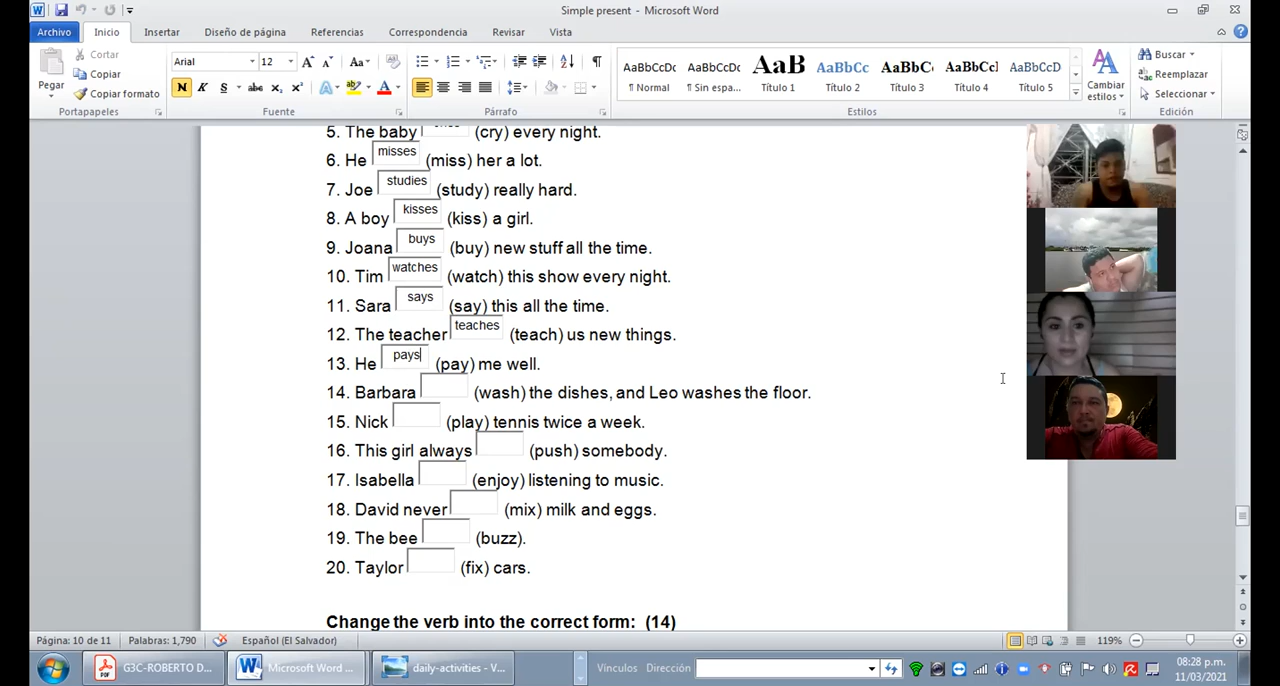 Simple present - Microsoft Word
Archivo Inicio Insertar Diseño de página Referencias Correspondencia Revisar Vista
Pegar
Cortar
Copiar
Copiar formato
Portapapeles
Arial 12
Fuente
Párrafo
AaBbCcDc AaBbCcDc AaB AaBbCc AaBbC AaBbCcI AaBbCcD
¶ Normal ¶ Sin espa... Título 1 Título 2 Título 3 Título 4 Título 5
Estilos
Cambiar estilos
Buscar
Reemplazar
Seleccionar
Edición
5. The baby (cry) every night.
6. He misses (miss) her a lot.
7. Joe studies (study) really hard.
8. A boy kisses (kiss) a girl.
9. Joana buys (buy) new stuff all the time.
10. Tim watches (watch) this show every night.
11. Sara says (say) this all the time.
12. The teacher teaches (teach) us new things.
13. He pays (pay) me well.
14. Barbara (wash) the dishes, and Leo washes the floor.
15. Nick (play) tennis twice a week.
16. This girl always (push) somebody.
17. Isabella (enjoy) listening to music.
18. David never (mix) milk and eggs.
19. The bee (buzz).
20. Taylor (fix) cars.
Change the verb into the correct form: (14)
Página: 10 de 11 Palabras: 1,790 Español (El Salvador) 119%
G3C-ROBERTO D... Microsoft Word ... daily-activities - V... Vínculos Dirección
08:28 p.m.
11/03/2021